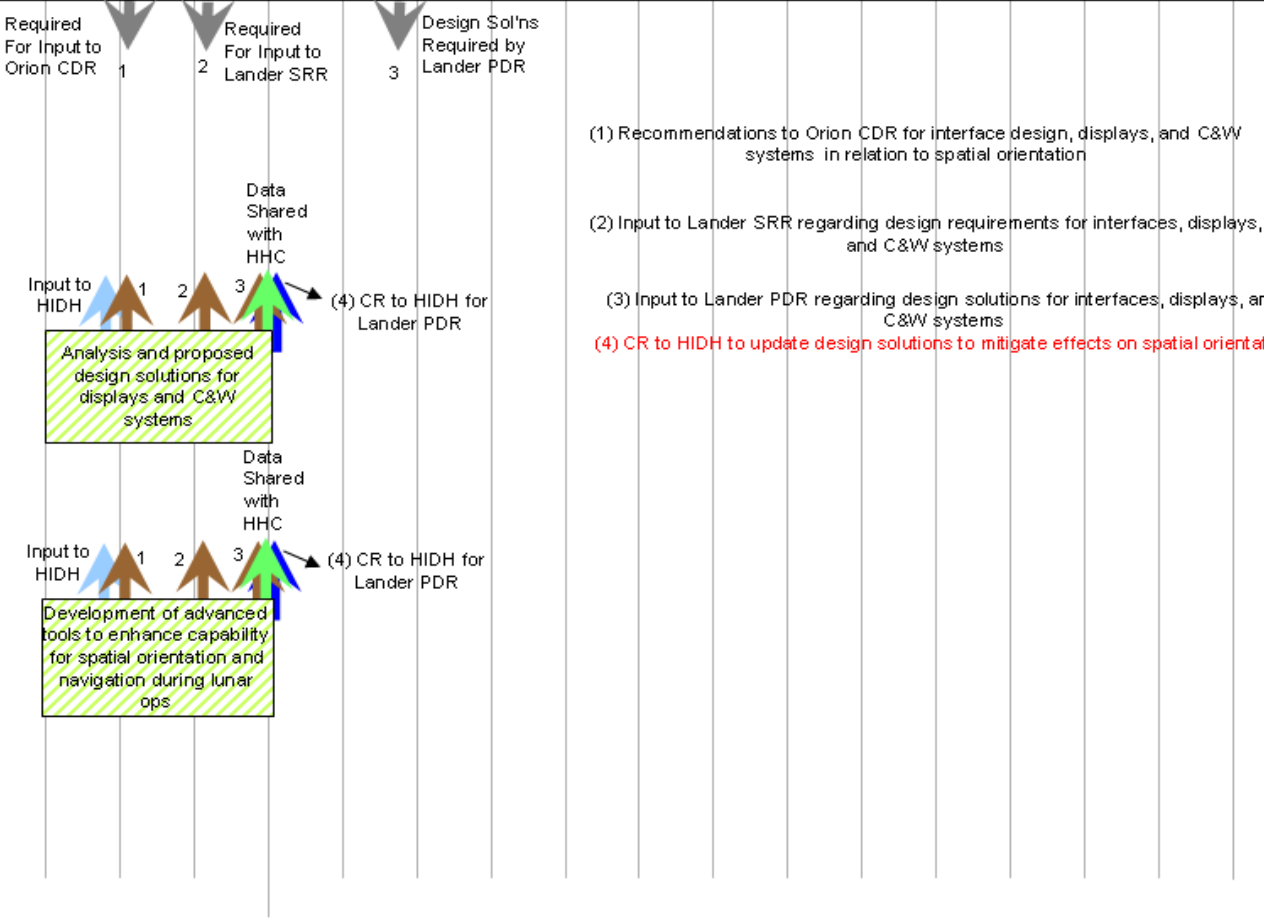 Required
For Input to
Orion CDR
1
2
Required
For Input to
Lander SRR
3
Design Sol'ns
Required by
Lander PDR
(1) Recommendations to Orion CDR for interface design, displays, and C&W
systems in relation to spatial orientation
(2) Input to Lander SRR regarding design requirements for interfaces, displays,
and C&W systems
(3) Input to Lander PDR regarding design solutions for interfaces, displays,
C&W systems
(4) CR to HIDH to update design solutions to mitigate effects on spatial
Data
Shared
with
HHC
Input to
HIDH
1
2
3
(4) CR to HIDH for
Lander PDR
Analysis and proposed
design solutions for
displays and C&W
systems
Data
Shared
with
HHC
Input to
HIDH
1
2
3
(4) CR to HIDH for
Lander PDR
Development of advanced
tools to enhance capability
for spatial orientation and
navigation during lunar
ops